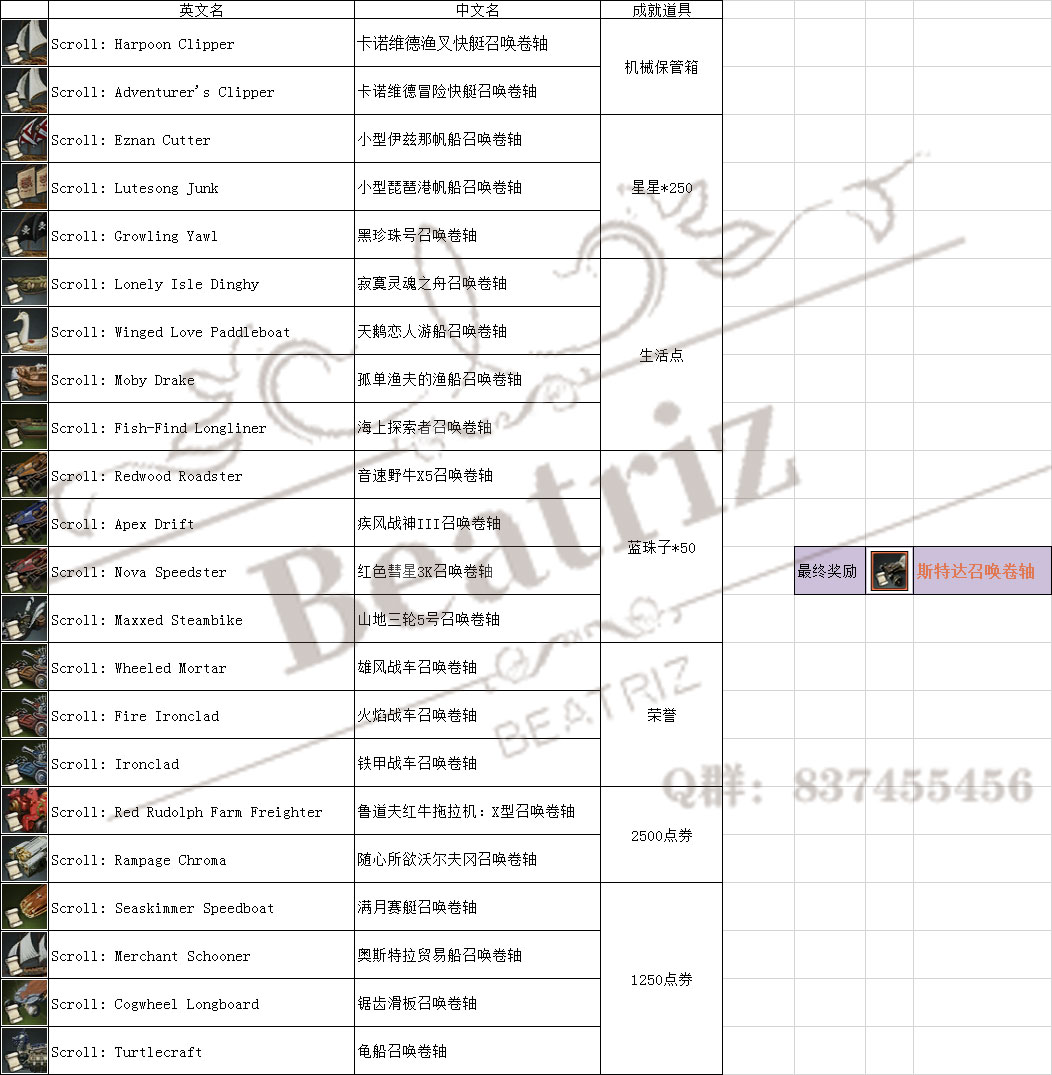 英文名 中文名 成就道具
Scroll: Harpoon Clipper 卡诺维德渔叉快艇召唤卷轴
机械保管箱
Scroll: Adventurer's Clipper 卡诺维德冒险快艇召唤卷轴
Scroll: Eznan Cutter 小型伊兹那帆船召唤卷轴
Scroll: Lutesong Junk 小型琵琶港帆船召唤卷轴 星星*250
Scroll: Growling Yawl 黑珍珠号召唤卷轴
Scroll: Lonely Isle Dinghy 寂寞灵魂之舟召唤卷轴
Scroll: Winged Love Paddleboat 天鹅恋人游船召唤卷轴
生活点
Scroll: Moby Drake 孤单渔夫的渔船召唤卷轴
Scroll: Fish-Find Longliner 海上探索者召唤卷轴
Scroll: Redwood Roadster 音速野牛X5召唤卷轴
Scroll: Apex Drift 疾风战神III召唤卷轴
蓝珠子*50
Scroll: Nova Speedster 红色彗星3K召唤卷轴 最终奖励 斯特达召唤卷轴
Scroll: Maxxed Steambike 山地三轮5号召唤卷轴
Scroll: Wheeled Mortar 雄风战车召唤卷轴
Scroll: Fire Ironclad 火焰战车召唤卷轴 荣誉
Scroll: Ironclad 铁甲战车召唤卷轴
Scroll: Red Rudolph Farm Freighter 鲁道夫红牛拖拉机：X型召唤卷轴
2500点券
Scroll: Rampage Chroma 随心所欲沃尔夫冈召唤卷轴
Scroll: Seaskimmer Speedboat 满月赛艇召唤卷轴
Scroll: Merchant Schooner 奥斯特拉贸易船召唤卷轴
1250点券
Scroll: Cogwheel Longboard 锯齿滑板召唤卷轴
Scroll: Turtlecraft 龟船召唤卷轴
Beatriz
BEATRIZ
Q群：837455456